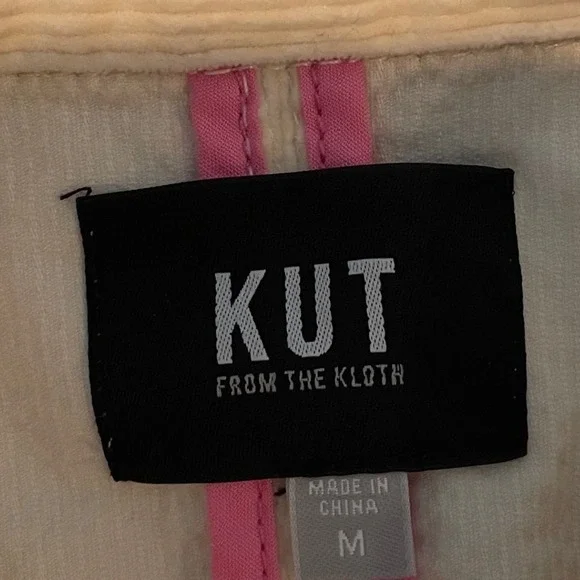 KUT
FROM THE KLOTH
MADE IN
CHINA
M